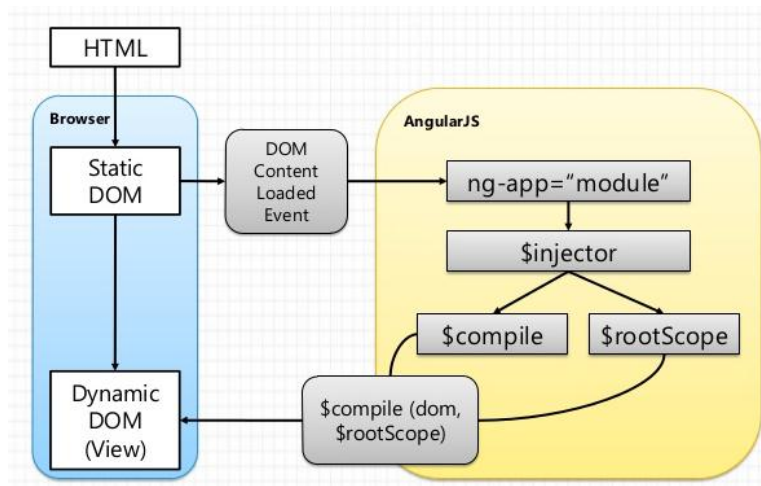 HTML
Browser
AngularJS
Static
DOM
DOM
Content
Loaded
Event
ng-app=“module”
$injector
$compile
$rootScope
Dynamic
DOM
(View)
$compile (dom,
$rootScope)